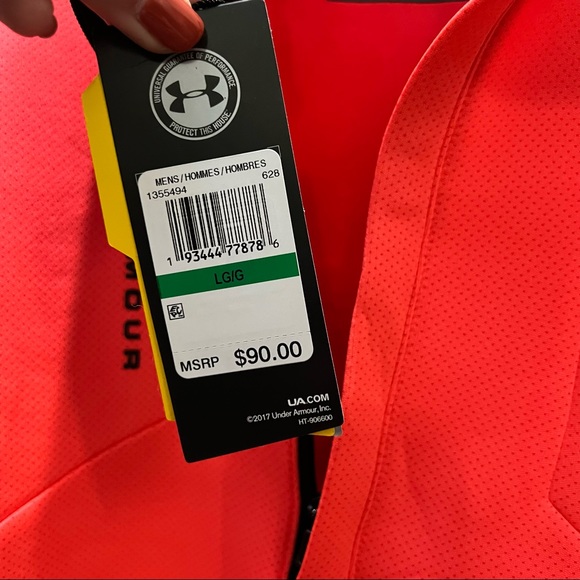 UNIVERSAL GUARANTEE OF PERFORMANCE
PROTECT THIS HOUSE
MENS/HOMMES/HOMBRES
1355494 628
1 93444 77878 6
LG/G
MSRP $90.00
UA.COM
©2017 Under Armour, Inc.
HT-906600
MOUR